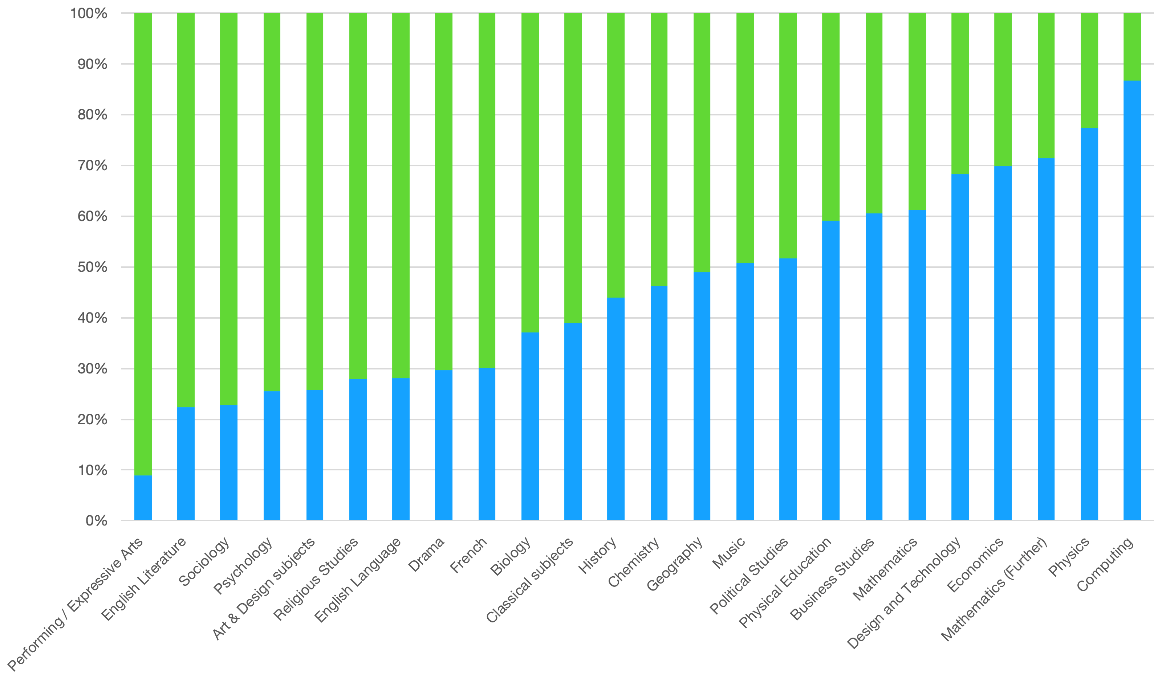 100%
90%
80%
70%
60%
50%
40%
30%
20%
10%
0%
Performing / Expressive Arts
English Literature
Sociology
Psychology
Art & Design subjects
Religious Studies
English Language
Drama
French
Biology
Classical subjects
History
Chemistry
Geography
Music
Political Studies
Physical Education
Business Studies
Mathematics
Design and Technology
Economics
Mathematics (Further)
Physics
Computing